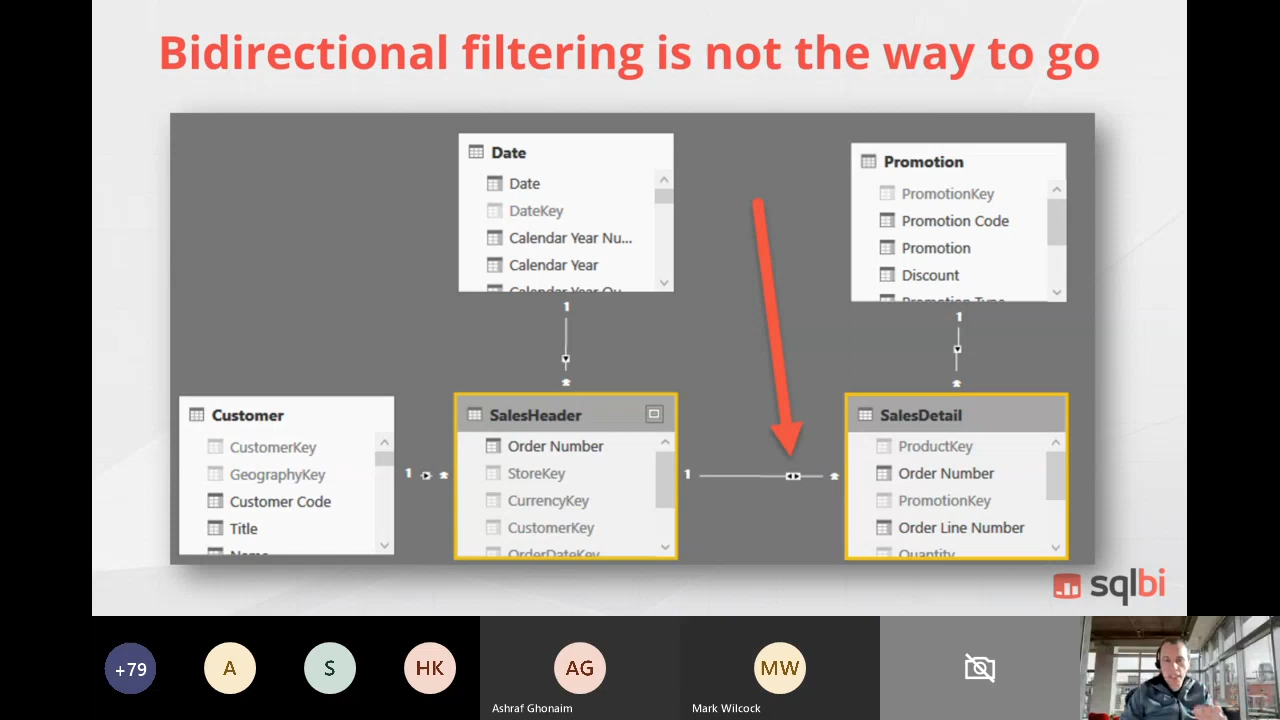 Bidirectional filtering is not the way to go
Date
Date
DateKey
Calendar Year Nu...
Calendar Year
Calendar Year Qu...
Promotion
PromotionKey
Promotion Code
Promotion
Discount
Promotion Type
1
*
1
*
Customer
CustomerKey
GeographyKey
Customer Code
Title
Name
1
*
SalesHeader
Order Number
StoreKey
CurrencyKey
CustomerKey
OrderDateKey
1
*
SalesDetail
ProductKey
Order Number
PromotionKey
Order Line Number
Quantity
sqlbi
+79
A
S
HK
AG
MW
Ashraf Ghonaim
Mark Wilcock